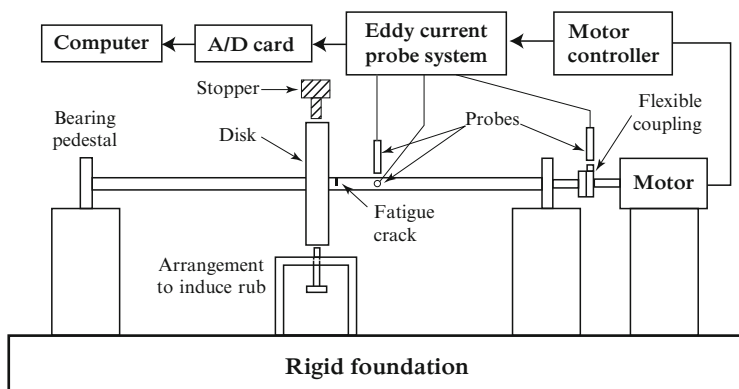 Computer
A/D card
Eddy current
probe system
Motor
controller
Stopper
Bearing
pedestal
Disk
Probes
Flexible
coupling
Motor
Fatigue
crack
Arrangement
to induce rub
Rigid foundation